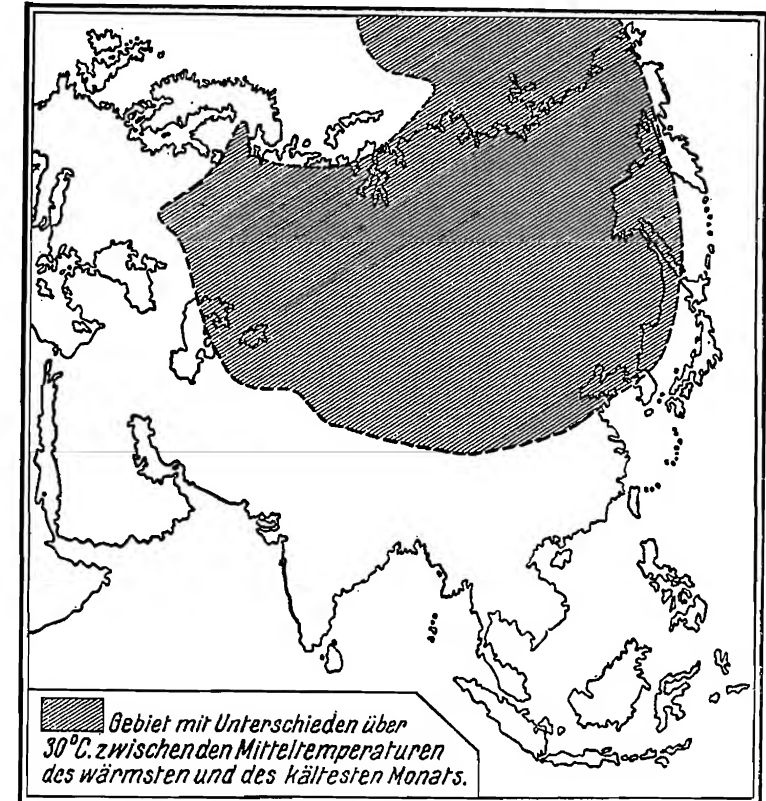 Gebiet mit Unterschieden über
30°C. zwischen den Mitteltemperaturen
des wärmsten und des kältesten Monats.